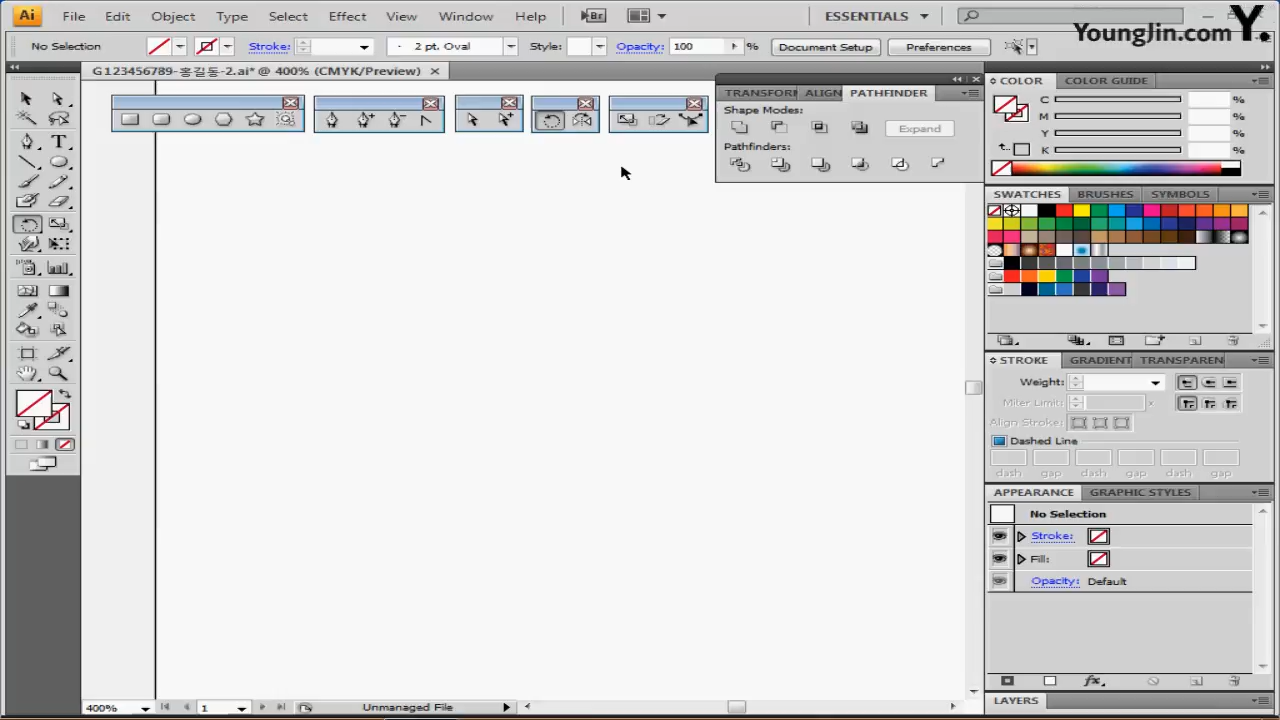 Ai File Edit Object Type Select Effect View Window Help Br ESSENTIALS
YoungJin.com Y.
No Selection Stroke: 2 pt. Oval Style: Opacity: 100 % Document Setup Preferences
G123456789-홍길동-2.ai* @ 400% (CMYK/Preview)
TRANSFORM ALIGN PATHFINDER
Shape Modes:
Expand
Pathfinders:
COLOR COLOR GUIDE
C %
M %
Y %
K %
SWATCHES BRUSHES SYMBOLS
STROKE GRADIENT TRANSPAREN
Weight:
Miter Limit: x
Align Stroke:
Dashed Line
dash gap dash gap dash gap
APPEARANCE GRAPHIC STYLES
No Selection
Stroke:
Fill:
Opacity: Default
fx
LAYERS
400% 1 Unmanaged File